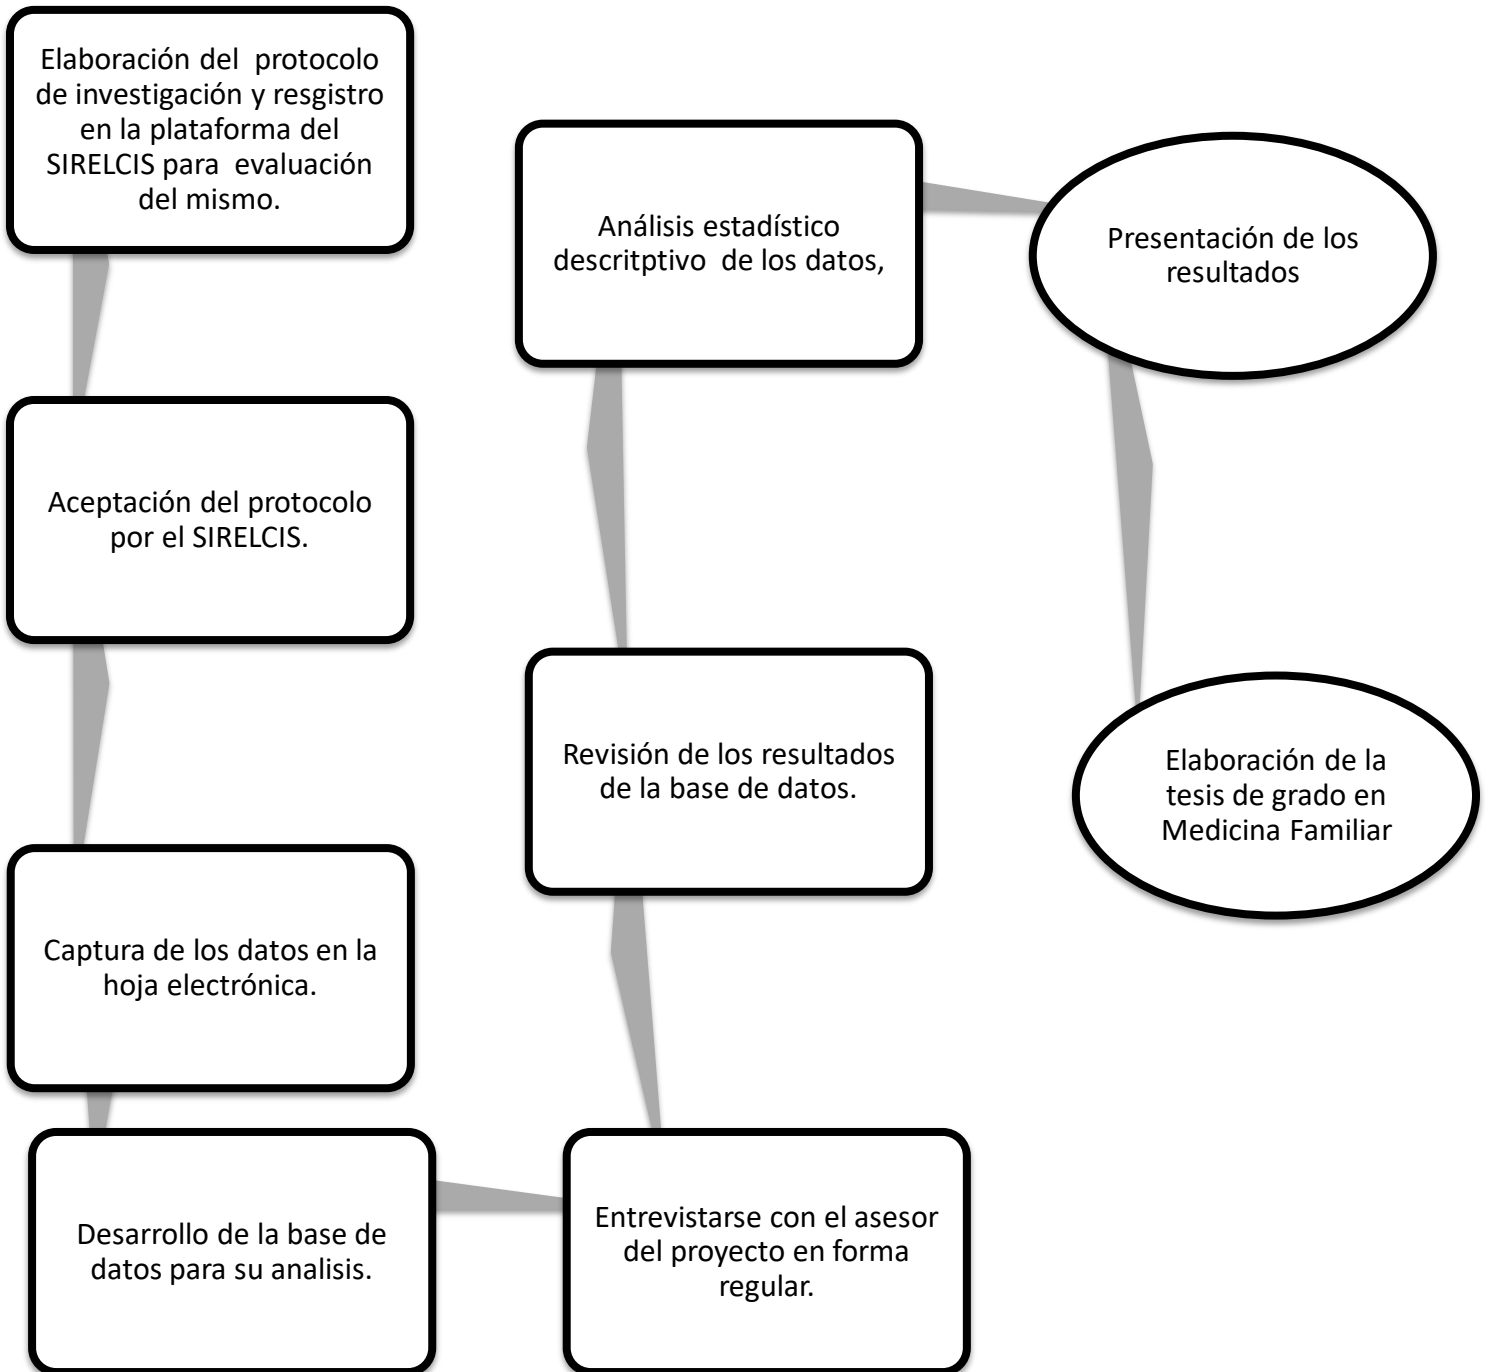 Elaboración del protocolo
de investigación y resgistro
en la plataforma del
SIRELCIS para evaluación
del mismo.
Aceptación del protocolo
por el SIRELCIS.
Captura de los datos en la
hoja electrónica.
Desarrollo de la base de
datos para su analisis.
Entrevistarse con el asesor
del proyecto en forma
regular.
Revisión de los resultados
de la base de datos.
Análisis estadístico
descritptivo de los datos,
Presentación de los
resultados
Elaboración de la
tesis de grado en
Medicina Familiar